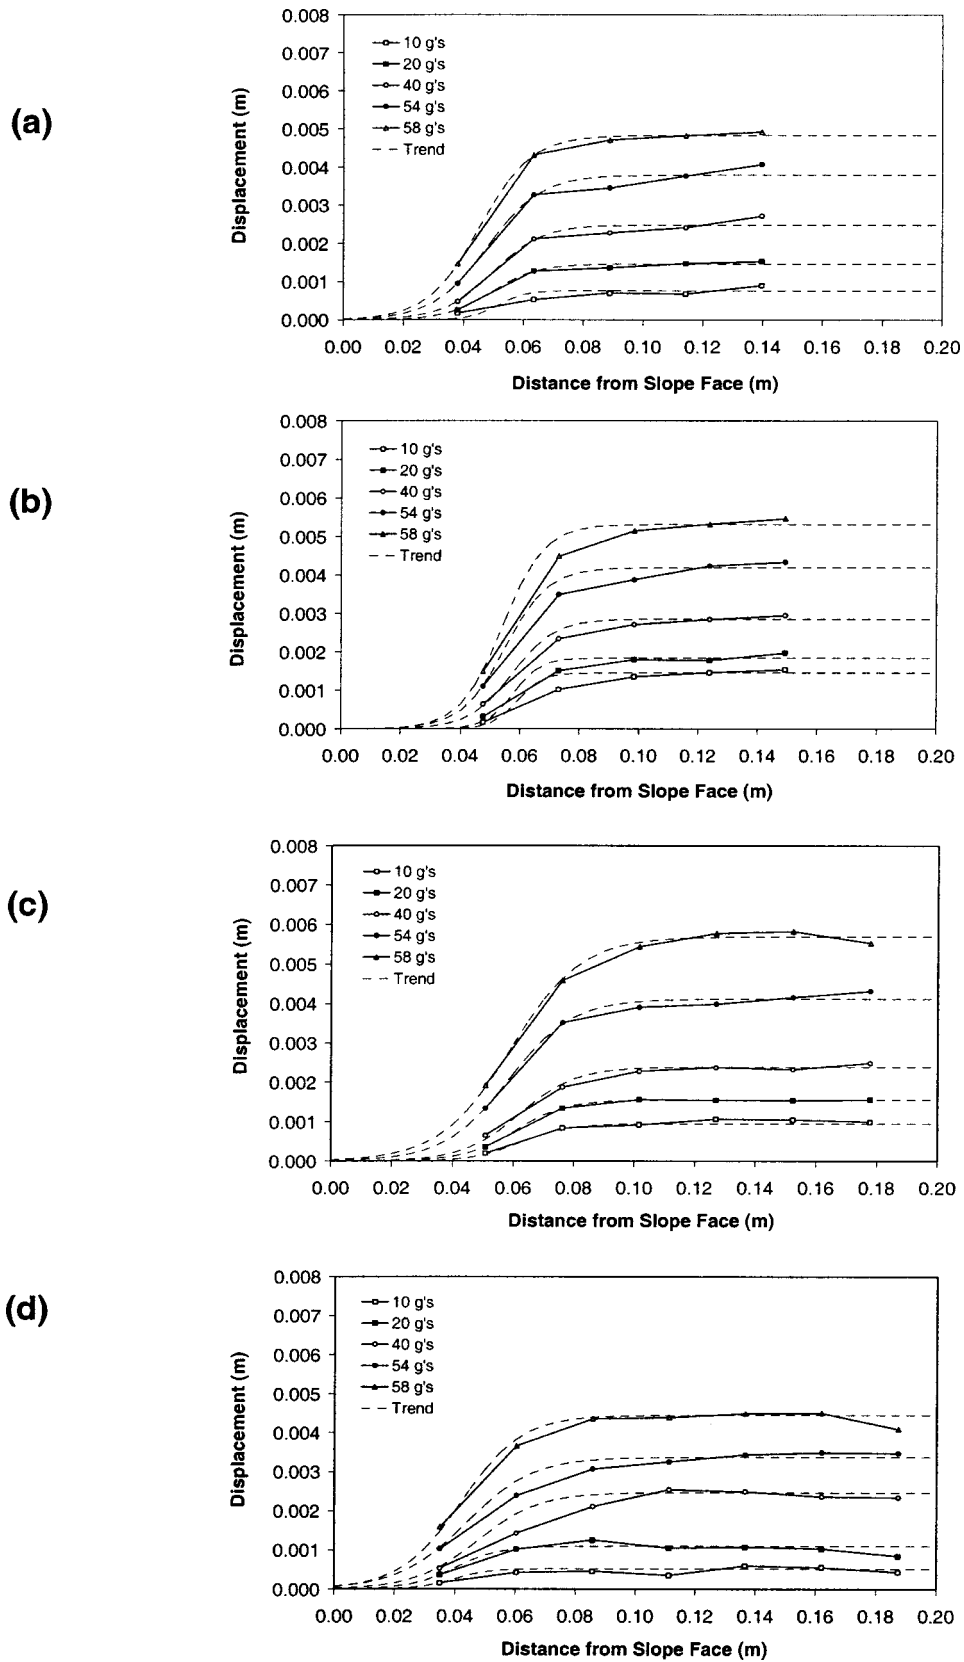 (a)
0.008
0.007
0.006
0.005
0.004
0.003
0.002
0.001
0.000
Displacement (m)
10 g's
20 g's
40 g's
54 g's
58 g's
Trend
0.00 0.02 0.04 0.06 0.08 0.10 0.12 0.14 0.16 0.18 0.20
Distance from Slope Face (m)
(b)
0.008
0.007
0.006
0.005
0.004
0.003
0.002
0.001
0.000
Displacement (m)
10 g's
20 g's
40 g's
54 g's
58 g's
Trend
0.00 0.02 0.04 0.06 0.08 0.10 0.12 0.14 0.16 0.18 0.20
Distance from Slope Face (m)
(c)
0.008
0.007
0.006
0.005
0.004
0.003
0.002
0.001
0.000
Displacement (m)
10 g's
20 g's
40 g's
54 g's
58 g's
Trend
0.00 0.02 0.04 0.06 0.08 0.10 0.12 0.14 0.16 0.18 0.20
Distance from Slope Face (m)
(d)
0.008
0.007
0.006
0.005
0.004
0.003
0.002
0.001
0.000
Displacement (m)
10 g's
20 g's
40 g's
54 g's
58 g's
Trend
0.00 0.02 0.04 0.06 0.08 0.10 0.12 0.14 0.16 0.18 0.20
Distance from Slope Face (m)